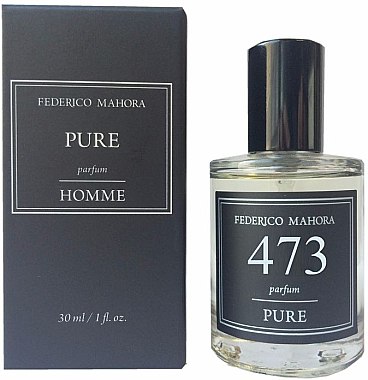 FEDERICO MAHORA
PURE
parfum
HOMME
30 ml / 1 fl. oz.
FEDERICO MAHORA
473
parfum
PURE